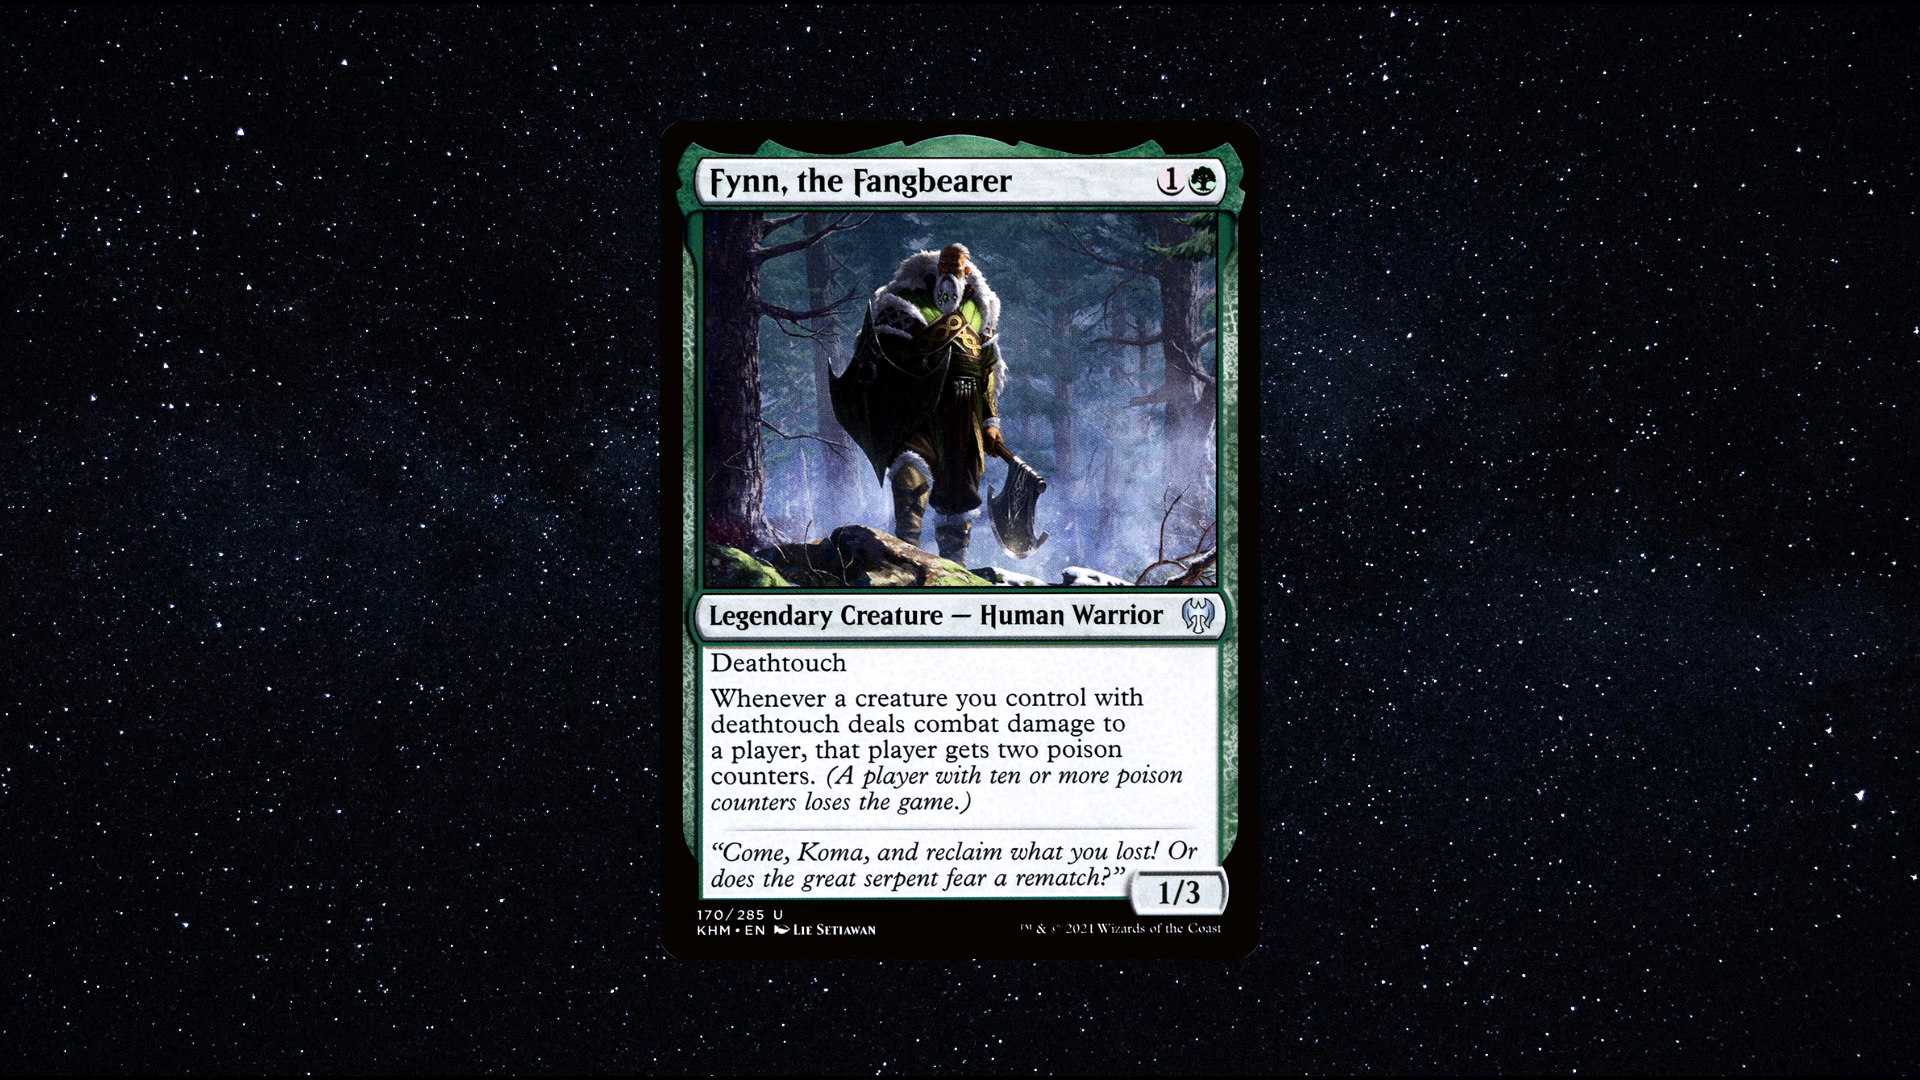 Fynn, the Fangbearer 1
Legendary Creature — Human Warrior
Deathtouch
Whenever a creature you control with
deathtouch deals combat damage to
a player, that player gets two poison
counters. (A player with ten or more poison
counters loses the game.)
“Come, Koma, and reclaim what you lost! Or
does the great serpent fear a rematch?”
1/3
170/285 U
KHM • EN Lie Setiawan
™ & © 2021 Wizards of the Coast